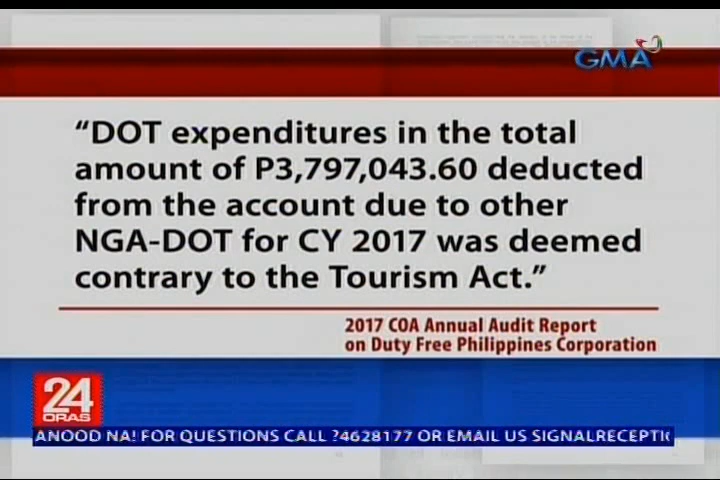 GMA
“DOT expenditures in the total
amount of P3,797,043.60 deducted
from the account due to other
NGA-DOT for CY 2017 was deemed
contrary to the Tourism Act.”
2017 COA Annual Audit Report
on Duty Free Philippines Corporation
24
ORAS
ANOOD NA! FOR QUESTIONS CALL ?4628177 OR EMAIL US SIGNALRECEPTIO